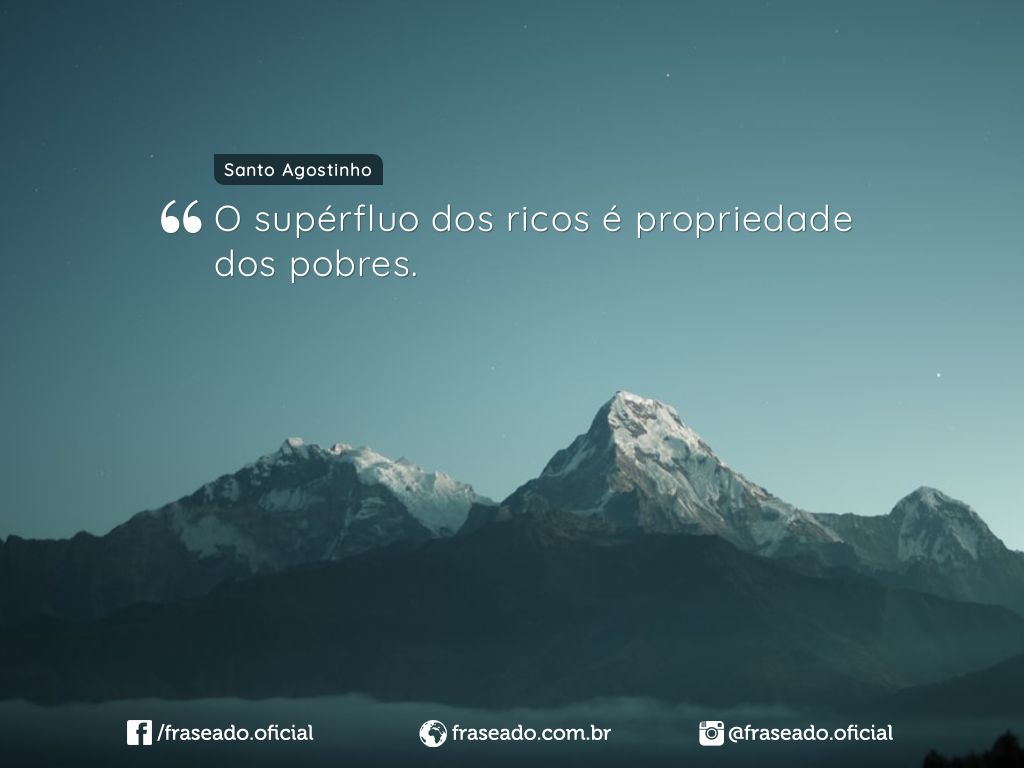 Santo Agostinho
“ O supérfluo dos ricos é propriedade
dos pobres.
/fraseado.oficial
fraseado.com.br
@fraseado.oficial